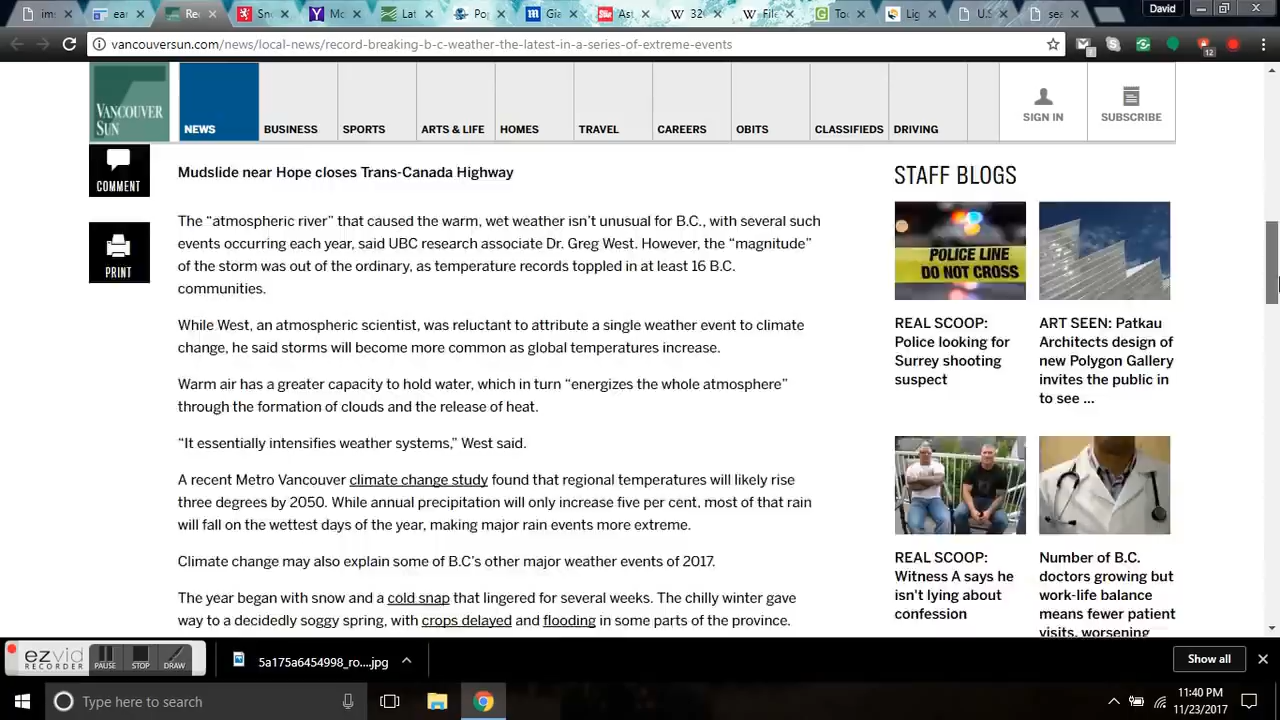 ims
Rec
Sno
Yo
Lat
Pop
Gia
Ast
320
File
Too
Lig
U.S
sea
David
vancouversun.com/news/local-news/record-breaking-b-c-weather-the-latest-in-a-series-of-extreme-events
12
VANCOUVER
SUN
NEWS
BUSINESS
SPORTS
ARTS & LIFE
HOMES
TRAVEL
CAREERS
OBITS
CLASSIFIEDS
DRIVING
SIGN IN
SUBSCRIBE
COMMENT
PRINT
Mudslide near Hope closes Trans-Canada Highway
The “atmospheric river” that caused the warm, wet weather isn’t unusual for B.C., with several such
events occurring each year, said UBC research associate Dr. Greg West. However, the “magnitude”
of the storm was out of the ordinary, as temperature records toppled in at least 16 B.C.
communities.
While West, an atmospheric scientist, was reluctant to attribute a single weather event to climate
change, he said storms will become more common as global temperatures increase.
Warm air has a greater capacity to hold water, which in turn “energizes the whole atmosphere”
through the formation of clouds and the release of heat.
“It essentially intensifies weather systems,” West said.
A recent Metro Vancouver climate change study found that regional temperatures will likely rise
three degrees by 2050. While annual precipitation will only increase five per cent, most of that rain
will fall on the wettest days of the year, making major rain events more extreme.
Climate change may also explain some of B.C’s other major weather events of 2017.
The year began with snow and a cold snap that lingered for several weeks. The chilly winter gave
way to a decidedly soggy spring, with crops delayed and flooding in some parts of the province.
STAFF BLOGS
POLICE LINE
DO NOT CROSS
REAL SCOOP:
Police looking for
Surrey shooting
suspect
ART SEEN: Patkau
Architects design of
new Polygon Gallery
invites the public in
to see ...
REAL SCOOP:
Witness A says he
isn't lying about
confession
Number of B.C.
doctors growing but
work-life balance
means fewer patient
visits, worsening
ezvid
RECORDER
PAUSE
STOP
DRAW
5a175a6454998_ro....jpg
Show all
Type here to search
11:40 PM
11/23/2017